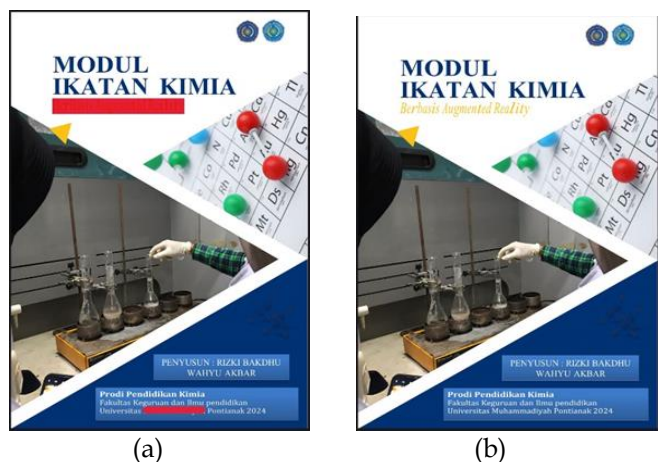 MODUL
IKATAN KIMIA
PENYUSUN : RIZKI BAKDHU
WAHYU AKBAR
Prodi Pendidikan Kimia
Fakultas Keguruan dan Ilmu pendidikan
Universitas Pontianak 2024
(a)
MODUL
IKATAN KIMIA
Berbasis Augmented Reality
PENYUSUN : RIZKI BAKDHU
WAHYU AKBAR
Prodi Pendidikan Kimia
Fakultas Keguruan dan Ilmu pendidikan
Universitas Muhammadiyah Pontianak 2024
(b)